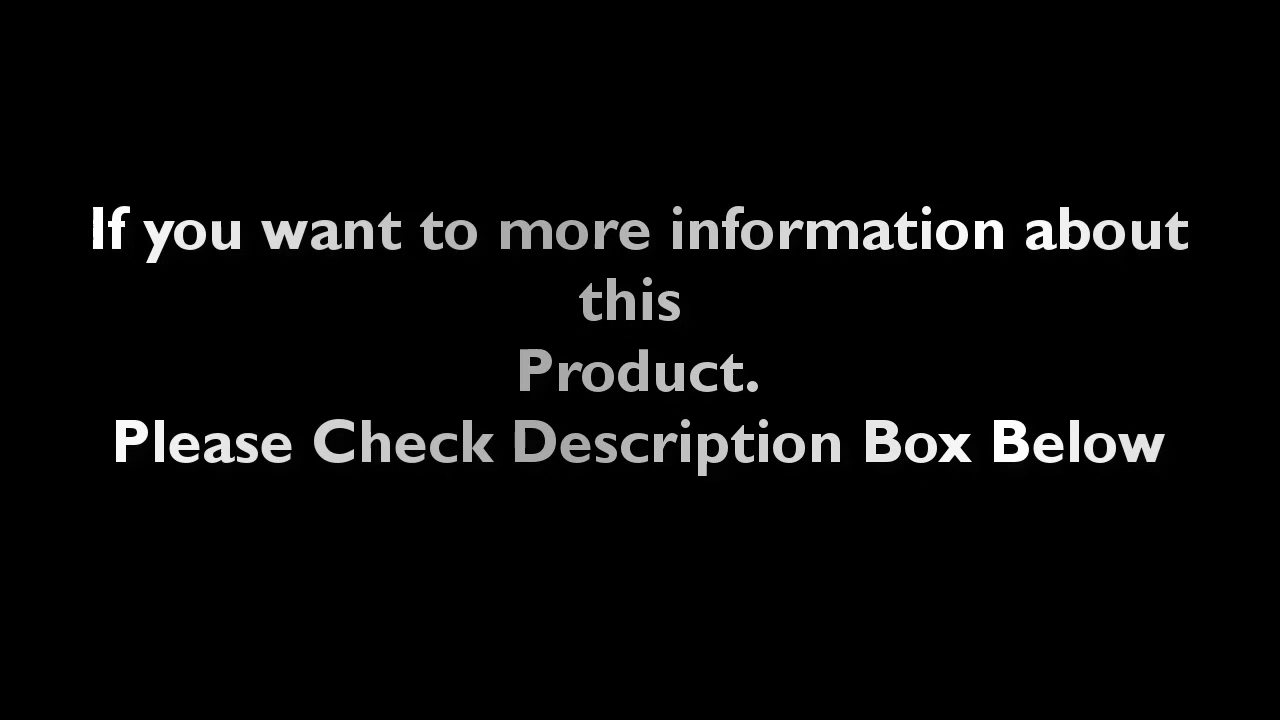 If you want to more information about
this
Product.
Please Check Description Box Below